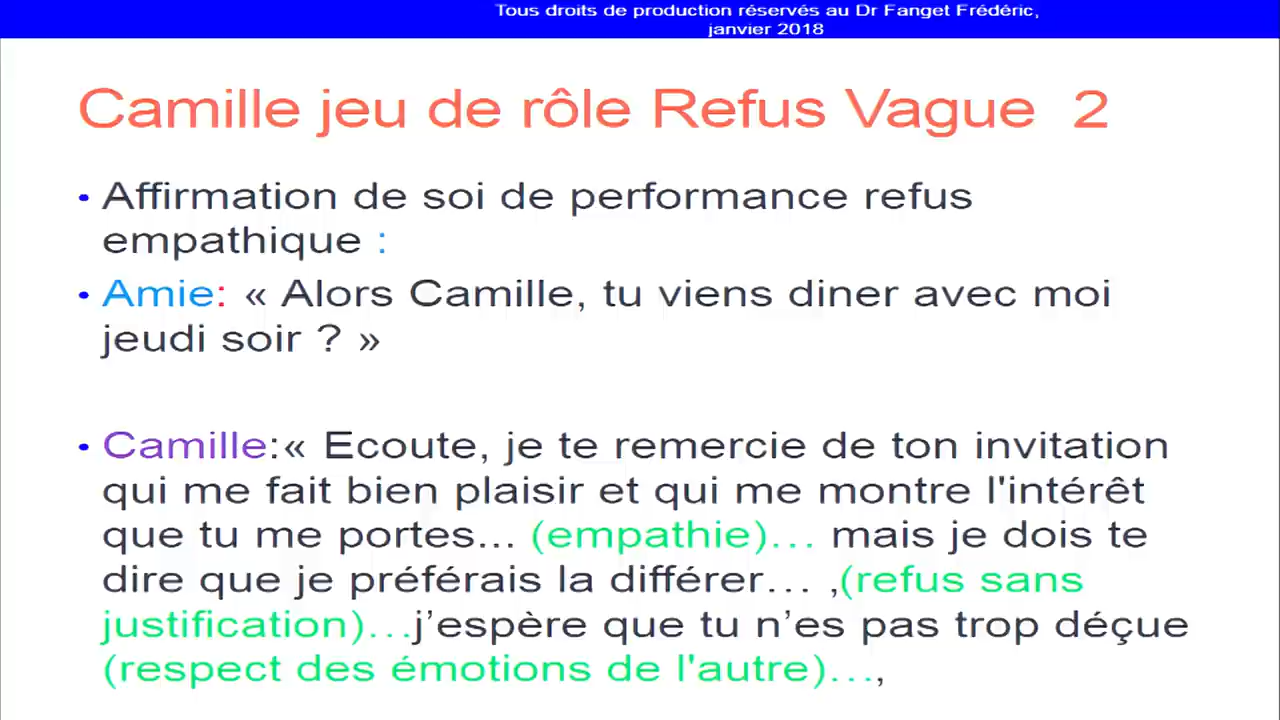 Tous droits de production réservés au Dr Fanget Frédéric,
janvier 2018
Camille jeu de rôle Refus Vague 2
• Affirmation de soi de performance refus
empathique :
• Amie: « Alors Camille, tu viens diner avec moi
jeudi soir ? »
• Camille:« Ecoute, je te remercie de ton invitation
qui me fait bien plaisir et qui me montre l'intérêt
que tu me portes... (empathie)… mais je dois te
dire que je préférais la différer… ,(refus sans
justification)…j’espère que tu n’es pas trop déçue
(respect des émotions de l'autre)…,